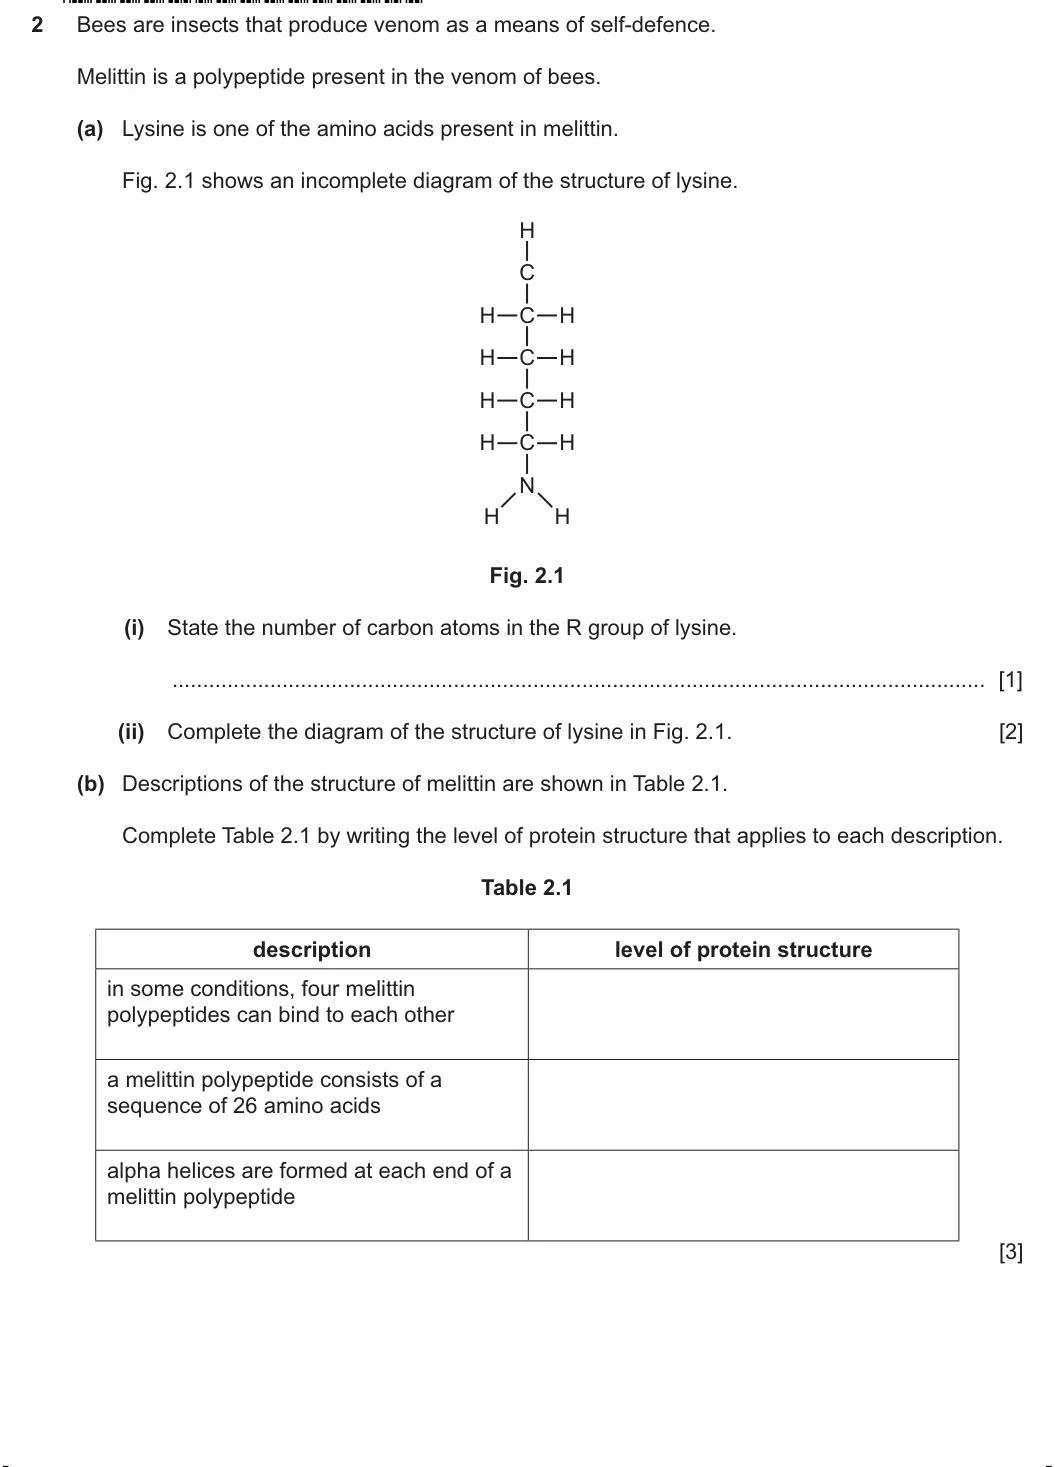 2 Bees are insects that produce venom as a means of self-defence.
Melittin is a polypeptide present in the venom of bees.
(a) Lysine is one of the amino acids present in melittin.
Fig. 2.1 shows an incomplete diagram of the structure of lysine.
H
C
H C H
H C H
H C H
H C H
N
H H
Fig. 2.1
(i) State the number of carbon atoms in the R group of lysine.
...................................................................................................................................... [1]
(ii) Complete the diagram of the structure of lysine in Fig. 2.1. [2]
(b) Descriptions of the structure of melittin are shown in Table 2.1.
Complete Table 2.1 by writing the level of protein structure that applies to each description.
Table 2.1
description level of protein structure
in some conditions, four melittin
polypeptides can bind to each other
a melittin polypeptide consists of a
sequence of 26 amino acids
alpha helices are formed at each end of a
melittin polypeptide
[3]